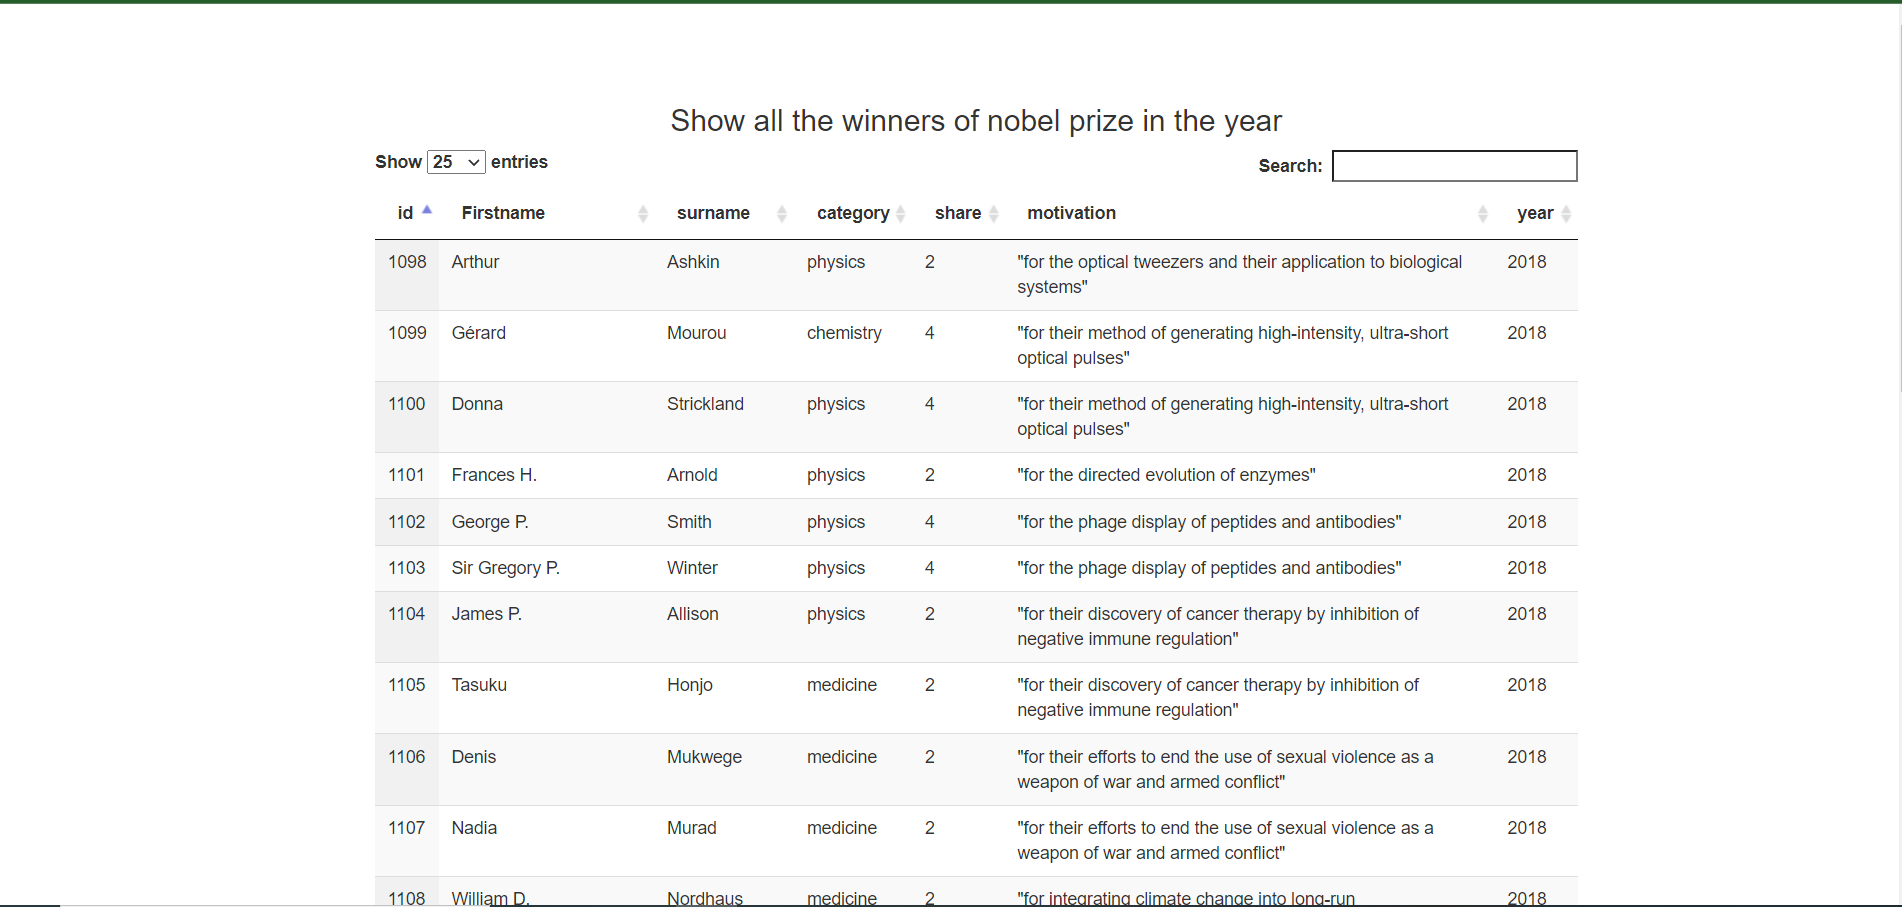 Show all the winners of nobel prize in the year
Show 25 entries Search:
id Firstname surname category share motivation year
1098 Arthur Ashkin physics 2 "for the optical tweezers and their application to biological 2018
systems"
1099 Gérard Mourou chemistry 4 "for their method of generating high-intensity, ultra-short 2018
optical pulses"
1100 Donna Strickland physics 4 "for their method of generating high-intensity, ultra-short 2018
optical pulses"
1101 Frances H. Arnold physics 2 "for the directed evolution of enzymes" 2018
1102 George P. Smith physics 4 "for the phage display of peptides and antibodies" 2018
1103 Sir Gregory P. Winter physics 4 "for the phage display of peptides and antibodies" 2018
1104 James P. Allison physics 2 "for their discovery of cancer therapy by inhibition of 2018
negative immune regulation"
1105 Tasuku Honjo medicine 2 "for their discovery of cancer therapy by inhibition of 2018
negative immune regulation"
1106 Denis Mukwege medicine 2 "for their efforts to end the use of sexual violence as a 2018
weapon of war and armed conflict"
1107 Nadia Murad medicine 2 "for their efforts to end the use of sexual violence as a 2018
weapon of war and armed conflict"
1108 William D. Nordhaus medicine 2 "for integrating climate change into long-run 2018